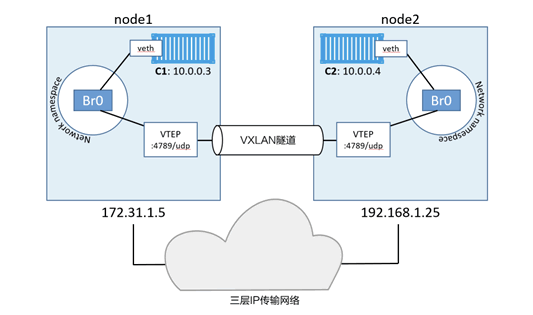 node1
node2
veth
C1: 10.0.0.3
veth
C2: 10.0.0.4
Br0
Network namespace
Br0
Network namespace
VTEP
:4789/udp
VXLAN隧道
VTEP
:4789/udp
172.31.1.5
192.168.1.25
三层IP传输网络